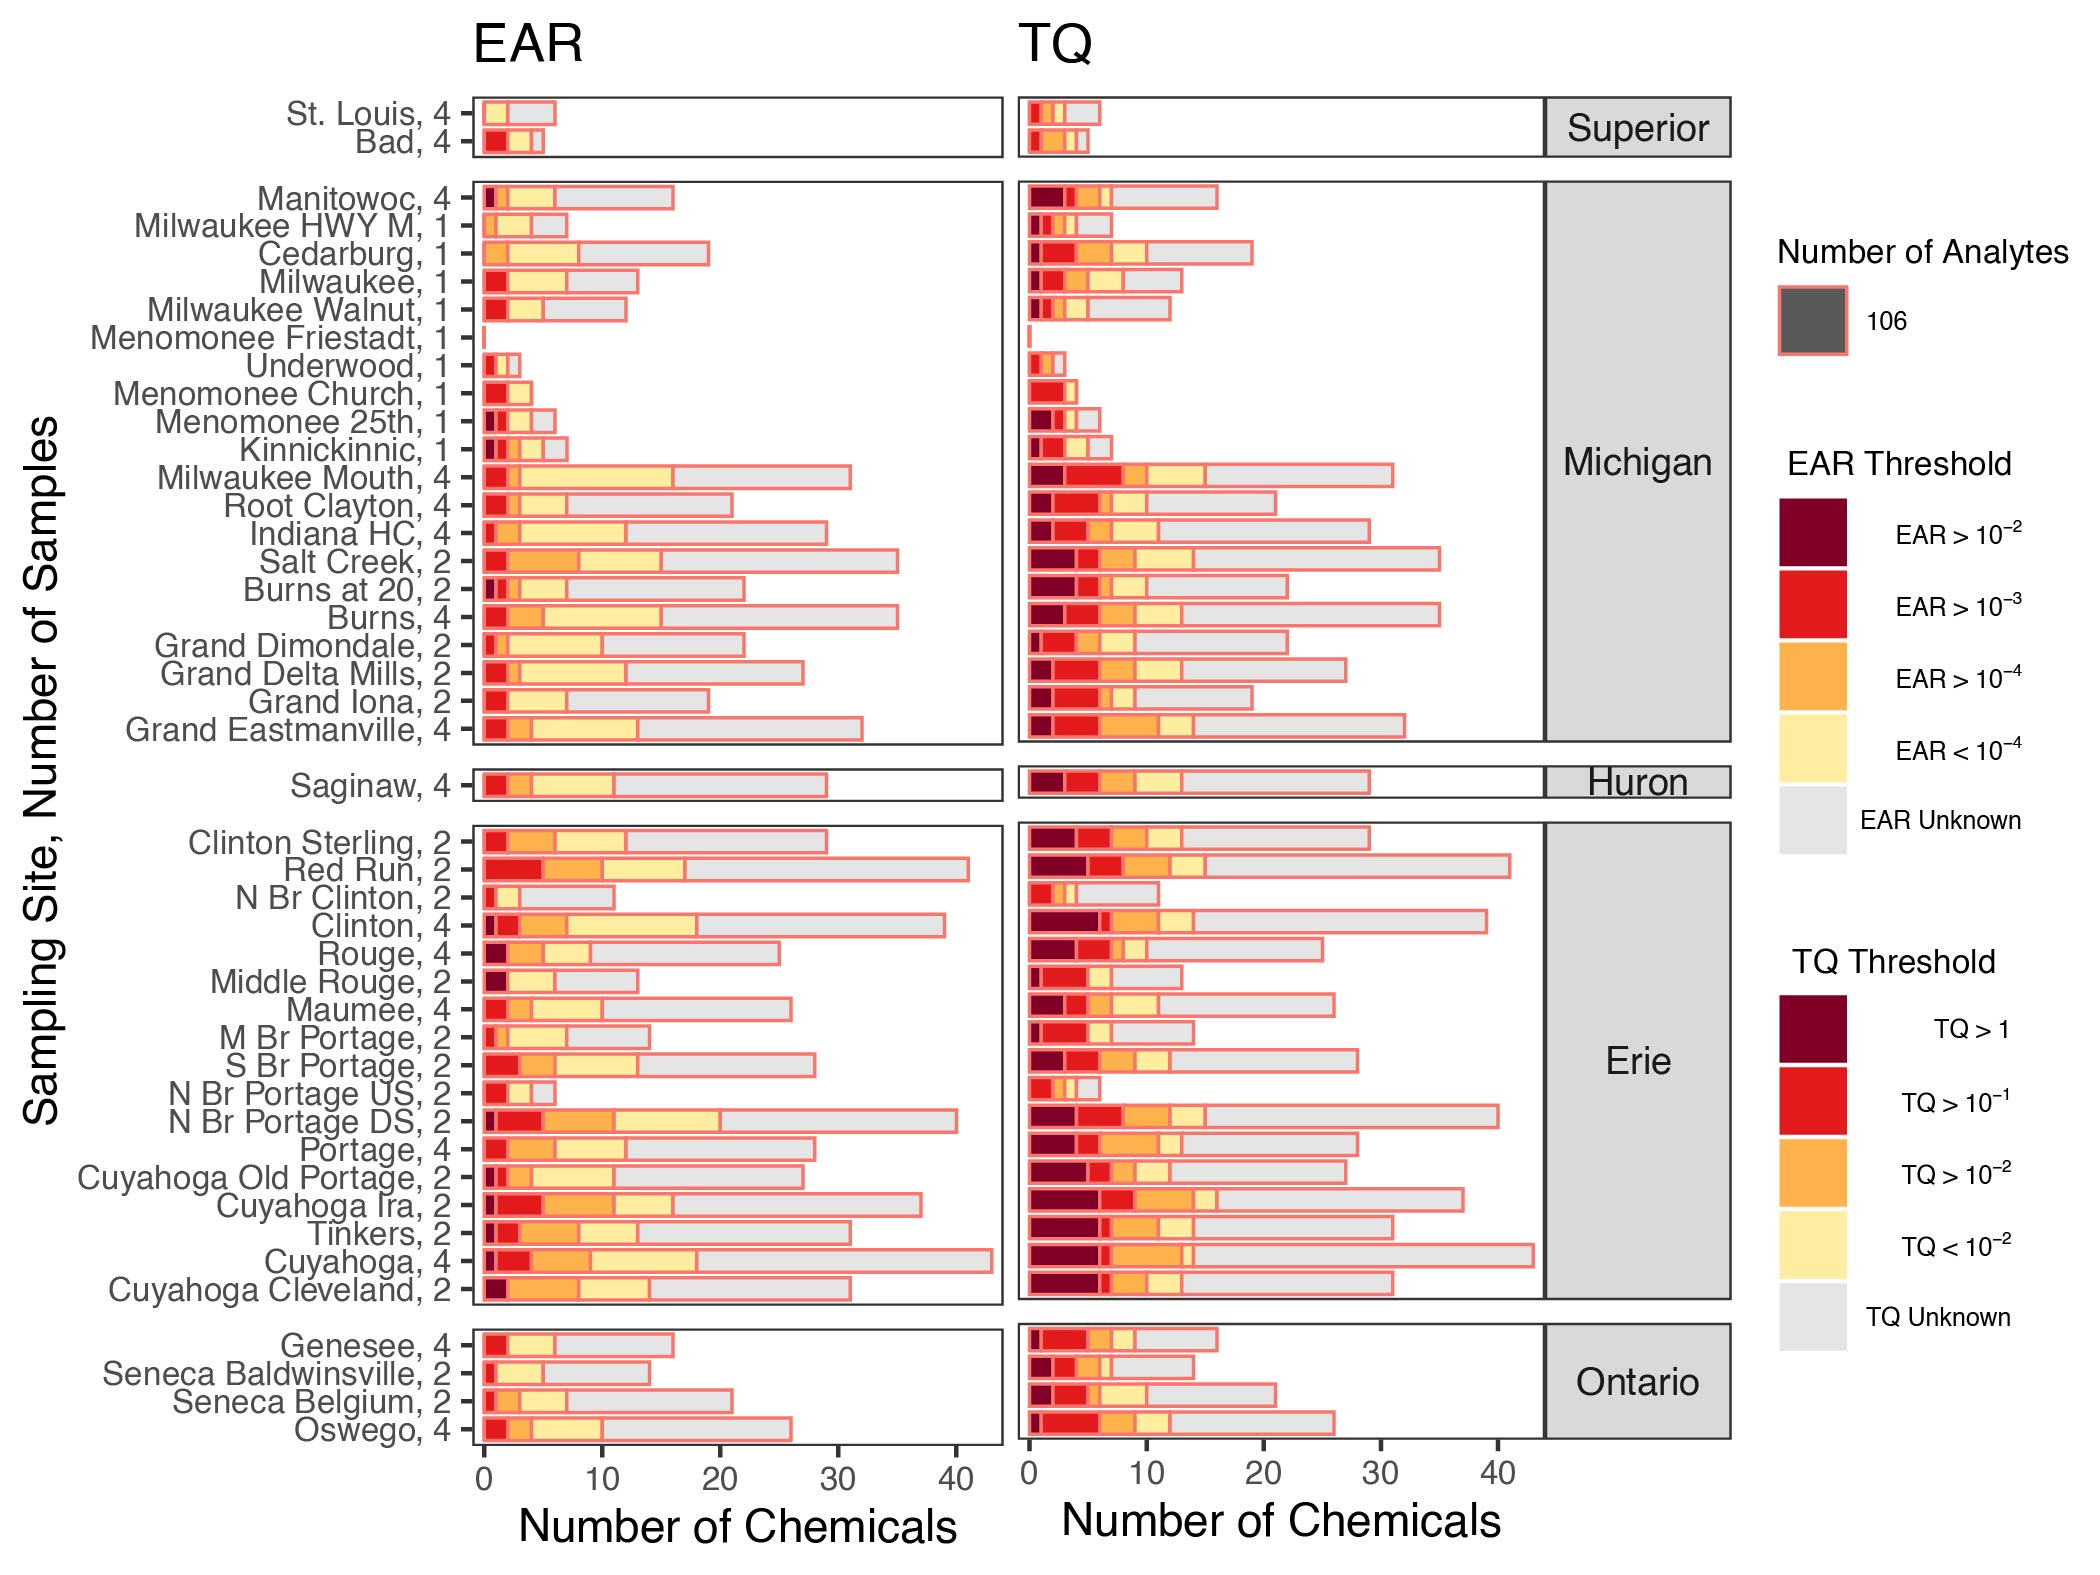 EAR
TQ
St. Louis, 4
Bad, 4
Superior
Manitowoc, 4
Milwaukee HWY M, 1
Cedarburg, 1
Milwaukee, 1
Milwaukee Walnut, 1
Menomonee Friestadt, 1
Underwood, 1
Menomonee Church, 1
Menomonee 25th, 1
Kinnickinnic, 1
Milwaukee Mouth, 4
Root Clayton, 4
Indiana HC, 4
Salt Creek, 2
Burns at 20, 2
Burns, 4
Grand Dimondale, 2
Grand Delta Mills, 2
Grand Iona, 2
Grand Eastmanville, 4
Michigan
Saginaw, 4
Huron
Clinton Sterling, 2
Red Run, 2
N Br Clinton, 2
Clinton, 4
Rouge, 4
Middle Rouge, 2
Maumee, 4
M Br Portage, 2
S Br Portage, 2
N Br Portage US, 2
N Br Portage DS, 2
Portage, 4
Cuyahoga Old Portage, 2
Cuyahoga Ira, 2
Tinkers, 2
Cuyahoga, 4
Cuyahoga Cleveland, 2
Erie
Genesee, 4
Seneca Baldwinsville, 2
Seneca Belgium, 2
Oswego, 4
Ontario
0 10 20 30 40
0 10 20 30 40
Number of Chemicals
Number of Chemicals
Sampling Site, Number of Samples
Number of Analytes
106
EAR Threshold
EAR > 10⁻²
EAR > 10⁻³
EAR > 10⁻⁴
EAR < 10⁻⁴
EAR Unknown
TQ Threshold
TQ > 1
TQ > 10⁻¹
TQ > 10⁻²
TQ < 10⁻²
TQ Unknown